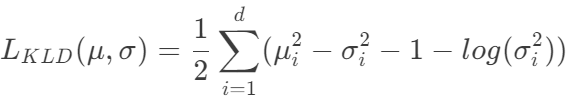 L_{KLD}(\mu, \sigma) = \frac{1}{2} \sum_{i=1}^{d} (\mu_i^2 - \sigma_i^2 - 1 - log(\sigma_i^2))